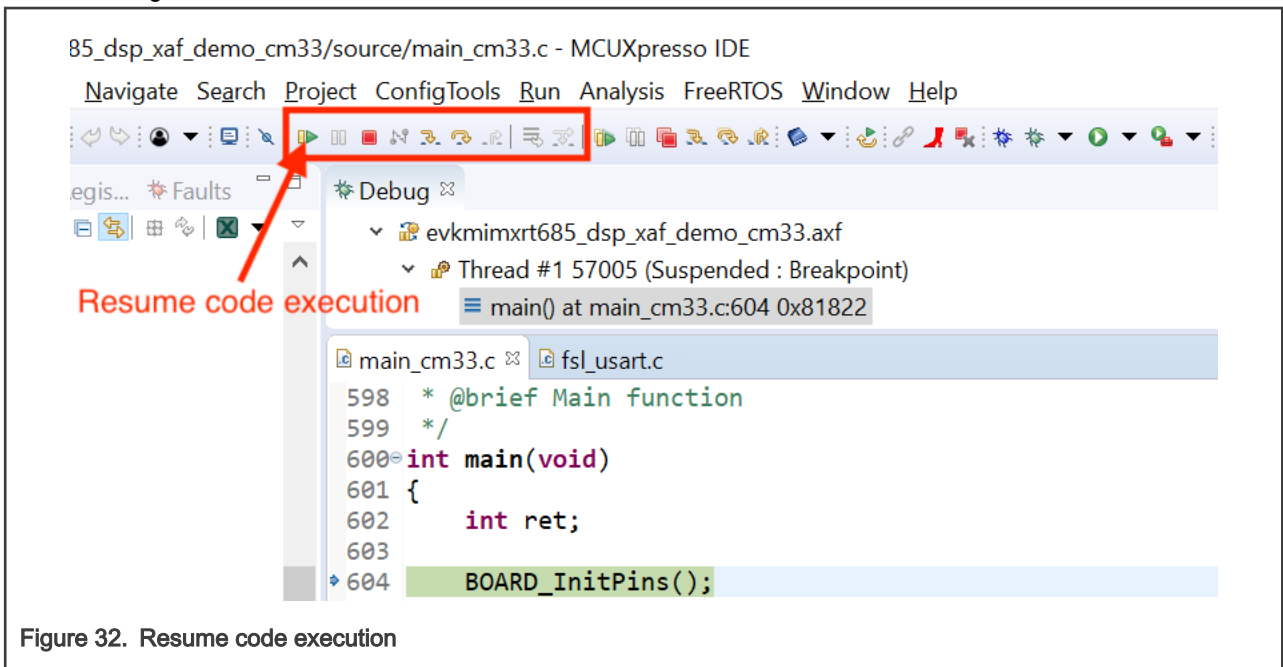 85_dsp_xaf_demo_cm33/source/main_cm33.c - MCUXpresso IDE
Navigate Search Project ConfigTools Run Analysis FreeRTOS Window Help
egis... Faults
Debug
evkmimxrt685_dsp_xaf_demo_cm33.axf
Thread #1 57005 (Suspended : Breakpoint)
Resume code execution
main() at main_cm33.c:604 0x81822
main_cm33.c fsl_usart.c
598 * @brief Main function
599 */
600 int main(void)
601 {
602 int ret;
603
604 BOARD_InitPins();
Figure 32. Resume code execution